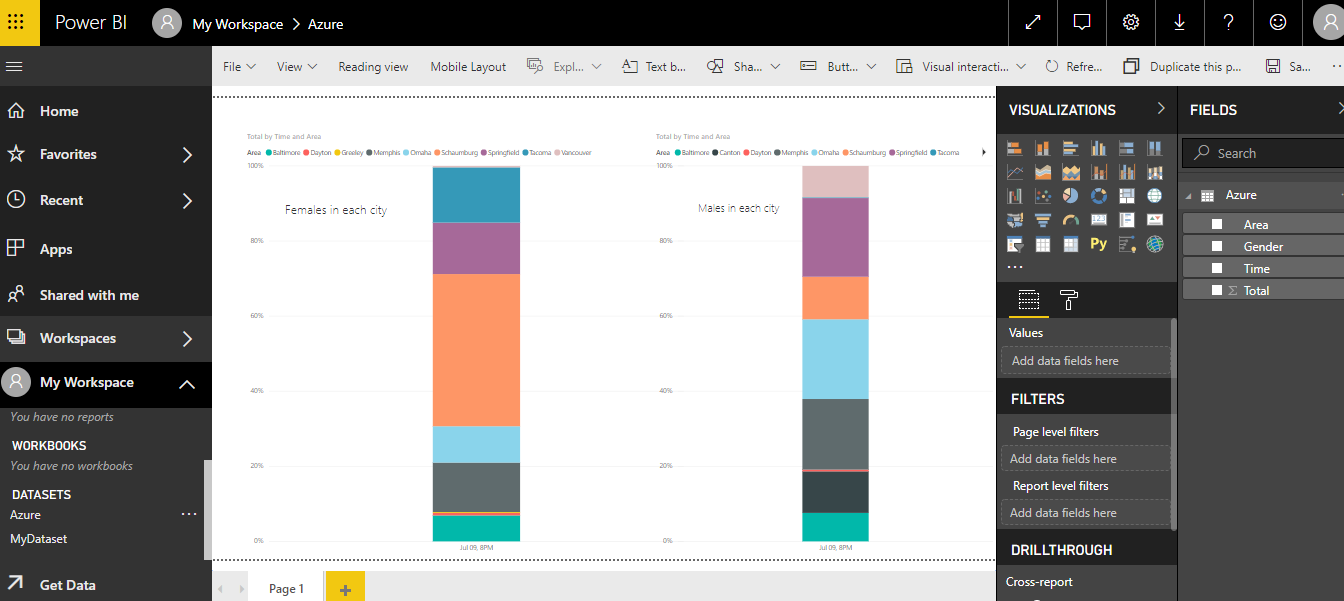 Power BI
My Workspace > Azure
File
View
Reading view
Mobile Layout
Expl...
Text b...
Sha...
Butt...
Visual interacti...
Refre...
Duplicate this p...
Sa...
Home
Favorites
Recent
Apps
Shared with me
Workspaces
My Workspace
You have no reports
WORKBOOKS
You have no workbooks
DATASETS
Azure
MyDataset
Get Data
Total by Time and Area
Area Baltimore Dayton Greeley Memphis Omaha Schaumburg Springfield Tacoma Vancouver
100%
Females in each city
80%
60%
40%
20%
0%
Jul 09, 8PM
Total by Time and Area
Area Baltimore Canton Dayton Memphis Omaha Schaumburg Springfield Tacoma
100%
Males in each city
80%
60%
40%
20%
0%
Jul 09, 8PM
Page 1
VISUALIZATIONS
Py
Values
Add data fields here
FILTERS
Page level filters
Add data fields here
Report level filters
Add data fields here
DRILLTHROUGH
Cross-report
FIELDS
Search
Azure
Area
Gender
Time
Σ Total